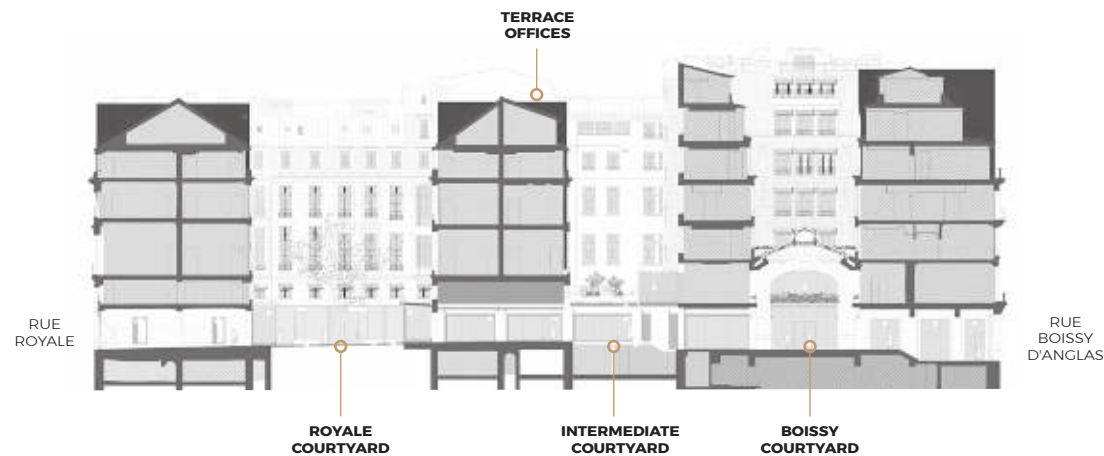 TERRACE
OFFICES
RUE
ROYALE
RUE
BOISSY
D'ANGLAS
ROYALE
COURTYARD
INTERMEDIATE
COURTYARD
BOISSY
COURTYARD